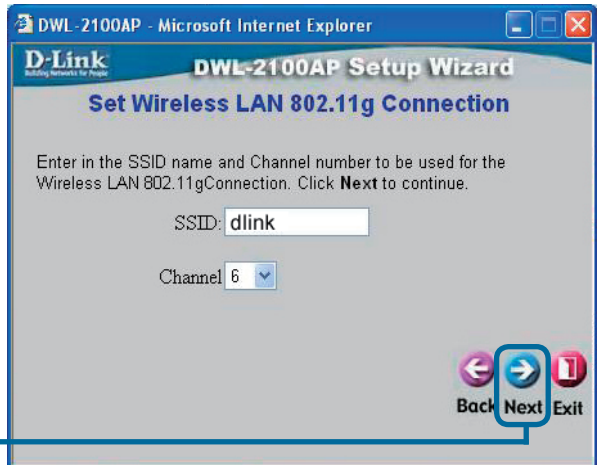 DWL-2100AP - Microsoft Internet Explorer
D-Link
Building Networks for People
DWL-2100AP Setup Wizard
Set Wireless LAN 802.11g Connection
Enter in the SSID name and Channel number to be used for the
Wireless LAN 802.11gConnection. Click Next to continue.
SSID: dlink
Channel 6
Back Next Exit